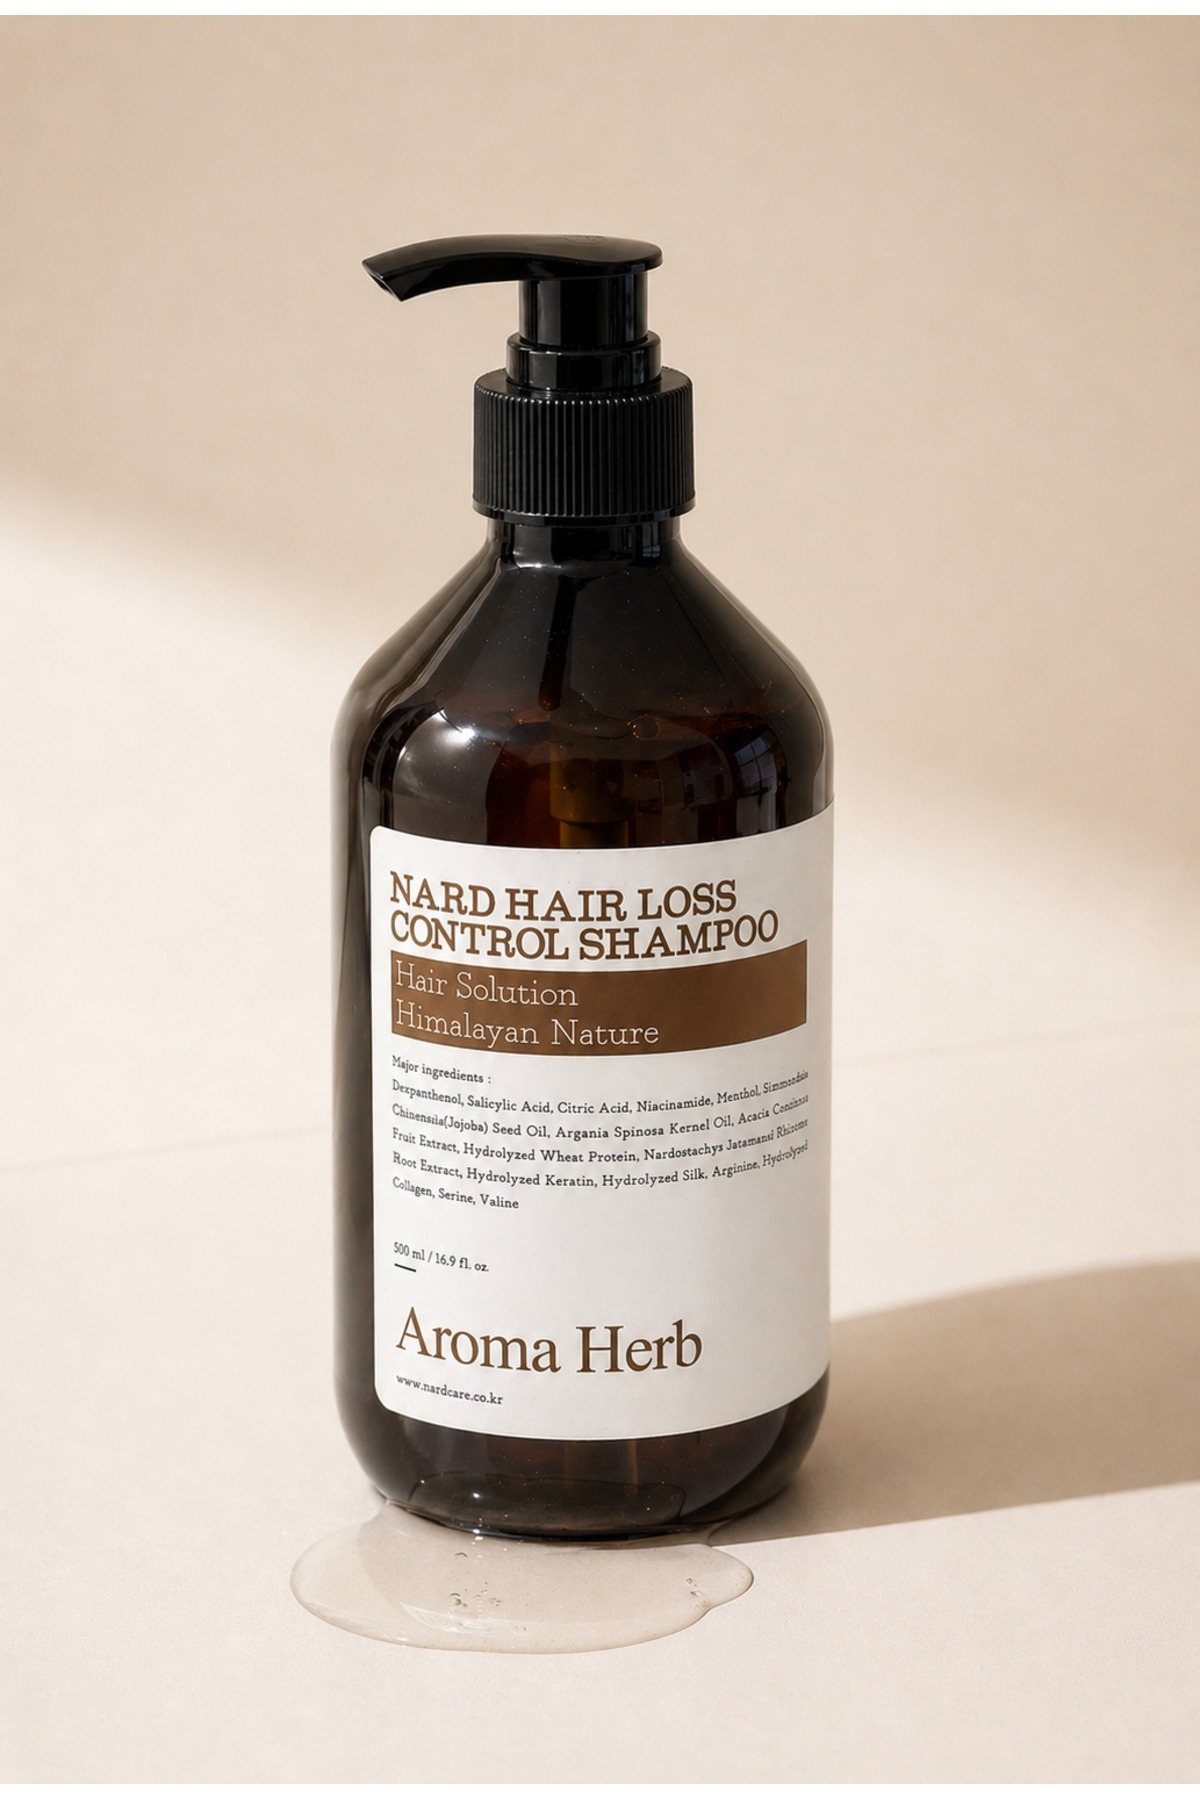 NARD HAIR LOSS
CONTROL SHAMPOO
Hair Solution
Himalayan Nature
Major ingredients :
Dexpanthenol, Salicylic Acid, Citric Acid, Niacinamide, Menthol, Simmondsia
Chinensiia(Jojoba) Seed Oil, Argania Spinosa Kernel Oil, Acacia Concinnax
Fruit Extract, Hydrolyzed Wheat Protein, Nardostachys Jatamansi Rhizome
Root Extract, Hydrolyzed Keratin, Hydrolyzed Silk, Arginine, Hydrolyzed
Collagen, Serine, Valine
500 ml / 16.9 fl. oz.
Aroma Herb
www.nardcare.co.kr